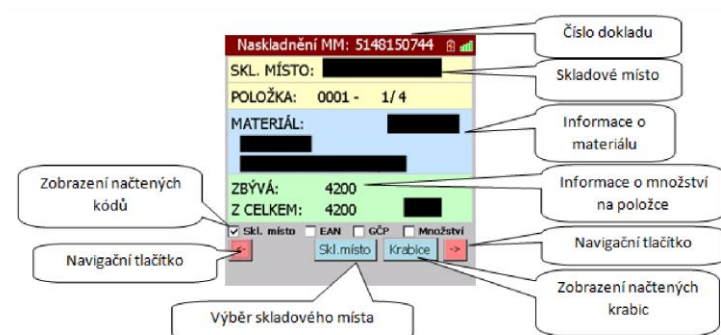 Naskladnění MM: 5148150744
SKL. MÍSTO:
POLOŽKA: 0001 - 1/4
MATERIÁL:
ZBÝVÁ: 4200
Z CELKEM: 4200
Skl. místo EAN GČP Množství
<- Skl.místo Krabice ->
Číslo dokladu
Skladové místo
Informace o
materiálu
Informace o množství
na položce
Navigační tlačítko
Zobrazení načtených
krabic
Zobrazení načtených
kódů
Navigační tlačítko
Výběr skladového místa